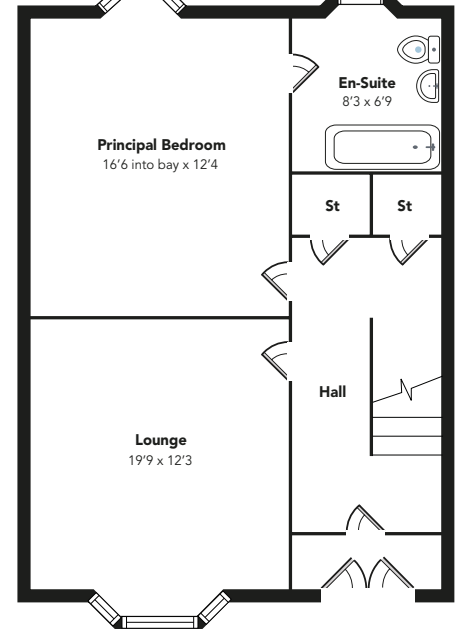 En-Suite
8’3 x 6’9
Principal Bedroom
16’6 into bay x 12’4
St
St
Hall
Lounge
19’9 x 12’3